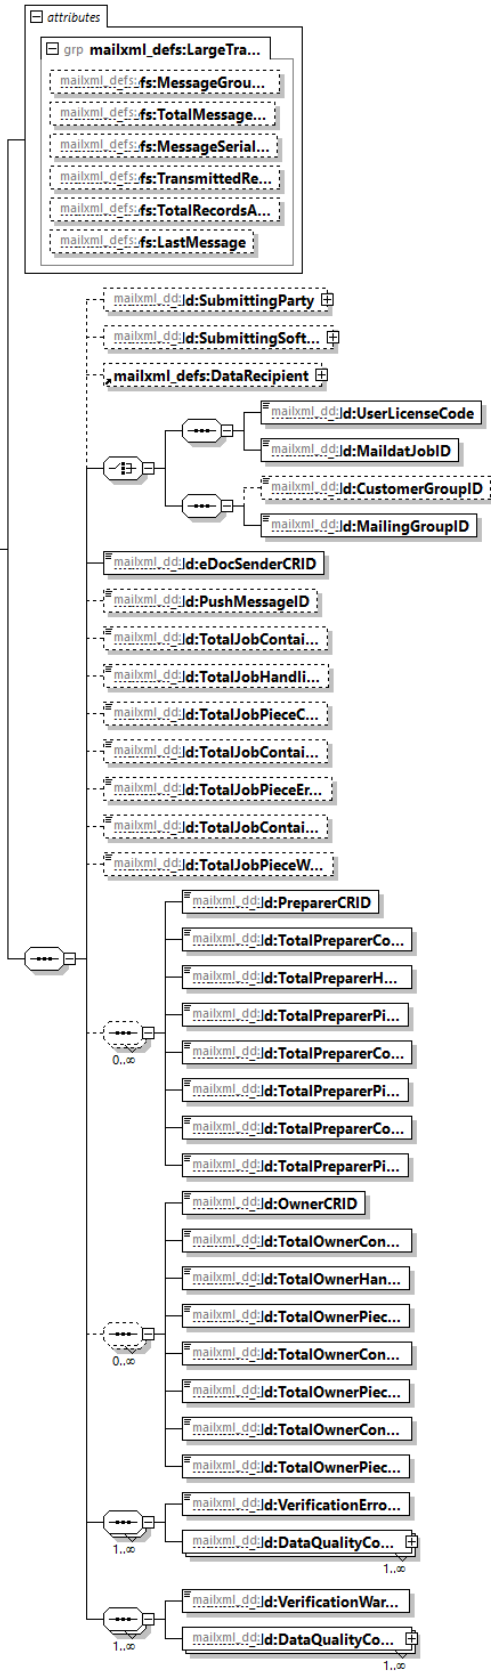 attributes
grp mailxml_defs:LargeTra...
mailxml_defs:fs:MessageGrou...
mailxml_defs:fs:TotalMessage...
mailxml_defs:fs:MessageSerial...
mailxml_defs:fs:TransmittedRe...
mailxml_defs:fs:TotalRecordsA...
mailxml_defs:fs:LastMessage
mailxml_dd:ld:SubmittingParty
mailxml_dd:ld:SubmittingSoft...
mailxml_defs:DataRecipient
mailxml_dd:ld:UserLicenseCode
mailxml_dd:ld:MaildatJobID
mailxml_dd:ld:CustomerGroupID
mailxml_dd:ld:MailingGroupID
mailxml_dd:ld:eDocSenderCRID
mailxml_dd:ld:PushMessageID
mailxml_dd:ld:TotalJobContai...
mailxml_dd:ld:TotalJobHandli...
mailxml_dd:ld:TotalJobPieceC...
mailxml_dd:ld:TotalJobContai...
mailxml_dd:ld:TotalJobPieceEr...
mailxml_dd:ld:TotalJobContai...
mailxml_dd:ld:TotalJobPieceW...
mailxml_dd:ld:PreparerCRID
mailxml_dd:ld:TotalPreparerCo...
mailxml_dd:ld:TotalPreparerH...
mailxml_dd:ld:TotalPreparerPi...
mailxml_dd:ld:TotalPreparerCo...
0..∞
mailxml_dd:ld:TotalPreparerPi...
mailxml_dd:ld:TotalPreparerCo...
mailxml_dd:ld:TotalPreparerPi...
mailxml_dd:ld:OwnerCRID
mailxml_dd:ld:TotalOwnerCon...
mailxml_dd:ld:TotalOwnerHan...
mailxml_dd:ld:TotalOwnerPiec...
mailxml_dd:ld:TotalOwnerCon...
0..∞
mailxml_dd:ld:TotalOwnerPiec...
mailxml_dd:ld:TotalOwnerCon...
mailxml_dd:ld:TotalOwnerPiec...
mailxml_dd:ld:VerificationErro...
mailxml_dd:ld:DataQualityCo...
1..∞
1..∞
mailxml_dd:ld:VerificationWar...
mailxml_dd:ld:DataQualityCo...
1..∞
1..∞